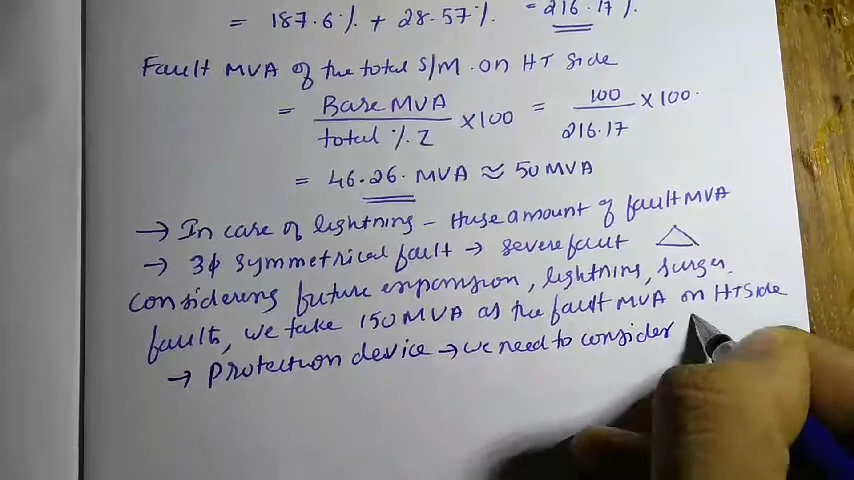 = 187.6% + 28.57% = 216.17%.
Fault MVA of the total S/M. on HT side
= Base MVA / total % Z × 100 = 100 / 216.17 × 100.
= 46.26. MVA ≈ 50 MVA
→ In case of lightning - Huge amount of fault MVA
→ 3ϕ symmetrical fault → severe fault
considering future expansion, lightning, surges
faults, we take 150 MVA as the fault MVA on HT side
→ Protection device → we need to consider